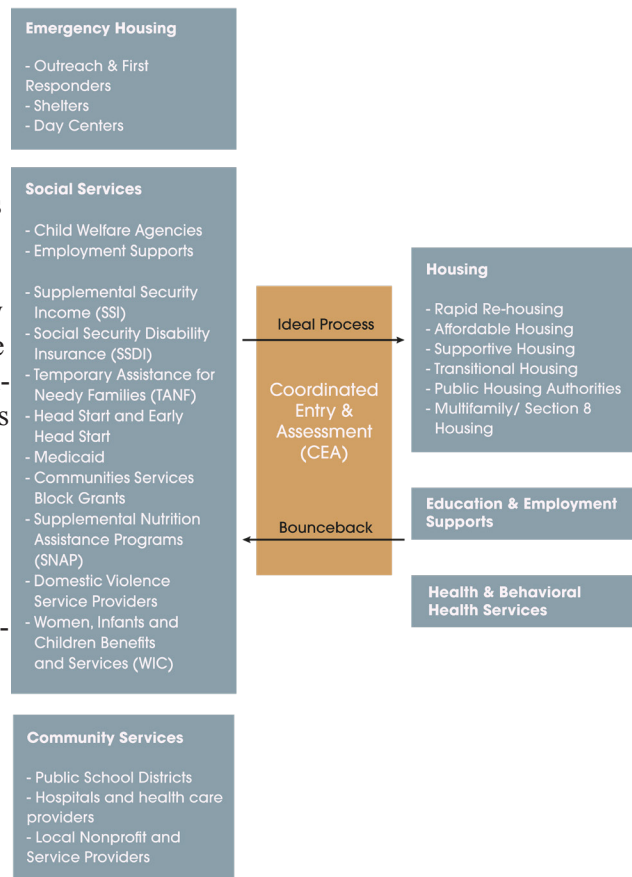 Emergency Housing
- Outreach & First
Responders
- Shelters
- Day Centers
Social Services
- Child Welfare Agencies
- Employment Supports
- Supplemental Security
Income (SSI)
- Social Security Disability
Insurance (SSDI)
- Temporary Assistance for
Needy Families (TANF)
- Head Start and Early
Head Start
- Medicaid
- Communities Services
Block Grants
- Supplemental Nutrition
Assistance Programs
(SNAP)
- Domestic Violence
Service Providers
- Women, Infants and
Children Benefits
and Services (WIC)
Community Services
- Public School Districts
- Hospitals and health care
providers
- Local Nonprofit and
Service Providers
Ideal Process
Coordinated
Entry &
Assessment
(CEA)
Bounceback
Housing
- Rapid Re-housing
- Affordable Housing
- Supportive Housing
- Transitional Housing
- Public Housing Authorities
- Multifamily/ Section 8
Housing
Education & Employment
Supports
Health & Behavioral
Health Services